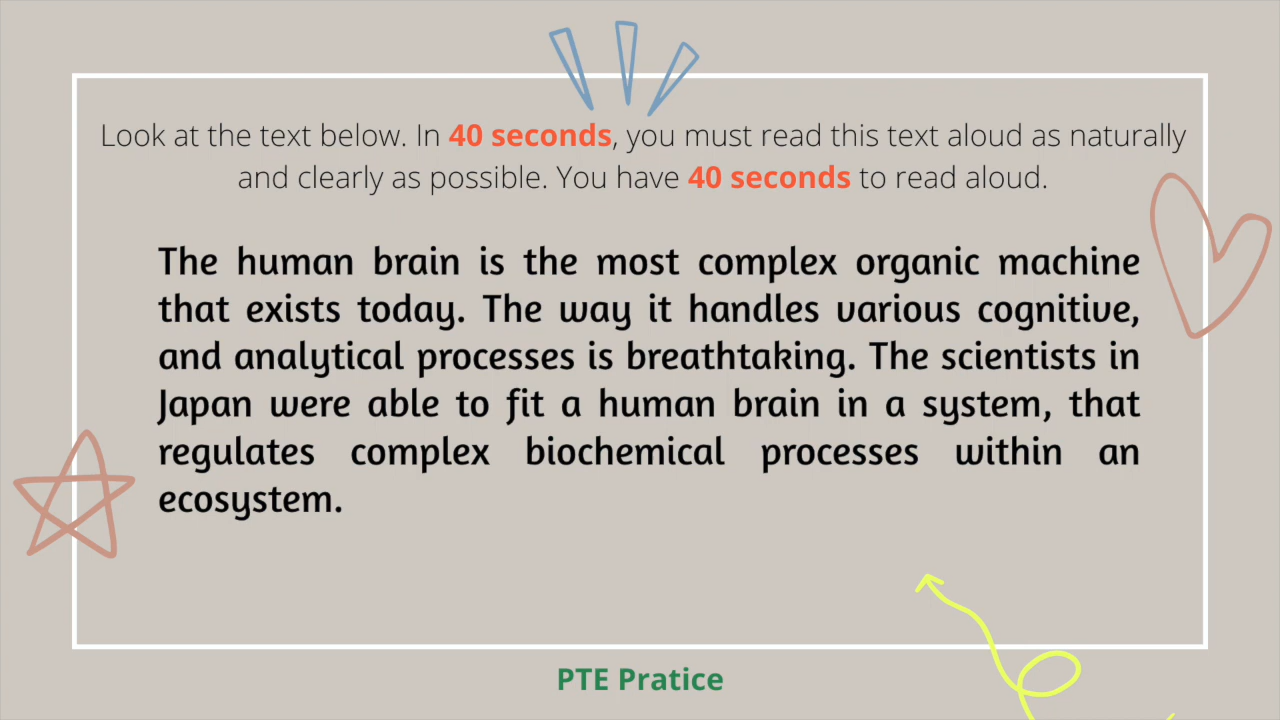 Look at the text below. In 40 seconds, you must read this text aloud as naturally
and clearly as possible. You have 40 seconds to read aloud.
The human brain is the most complex organic machine
that exists today. The way it handles various cognitive,
and analytical processes is breathtaking. The scientists in
Japan were able to fit a human brain in a system, that
regulates complex biochemical processes within an
ecosystem.
PTE Pratice